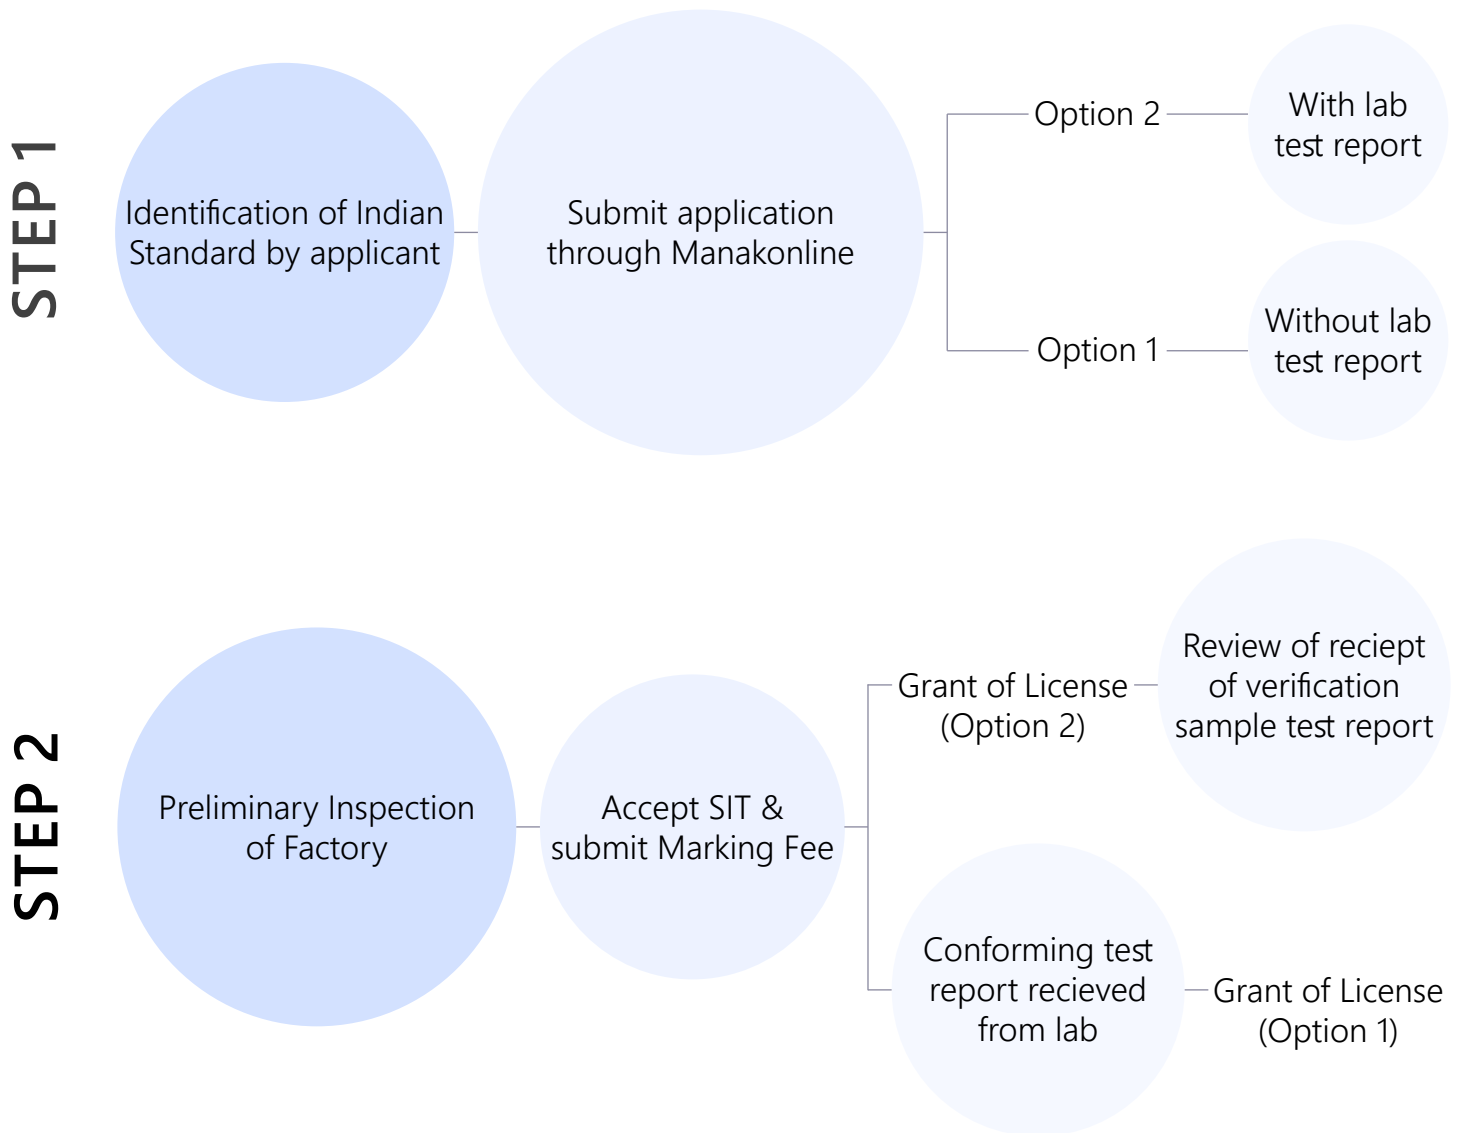 STEP 1
Identification of Indian
Standard by applicant
Submit application
through Manakonline
Option 2
With lab
test report
Option 1
Without lab
test report
STEP 2
Preliminary Inspection
of Factory
Accept SIT &
submit Marking Fee
Grant of License
(Option 2)
Review of reciept
of verification
sample test report
Conforming test
report recieved
from lab
Grant of License
(Option 1)